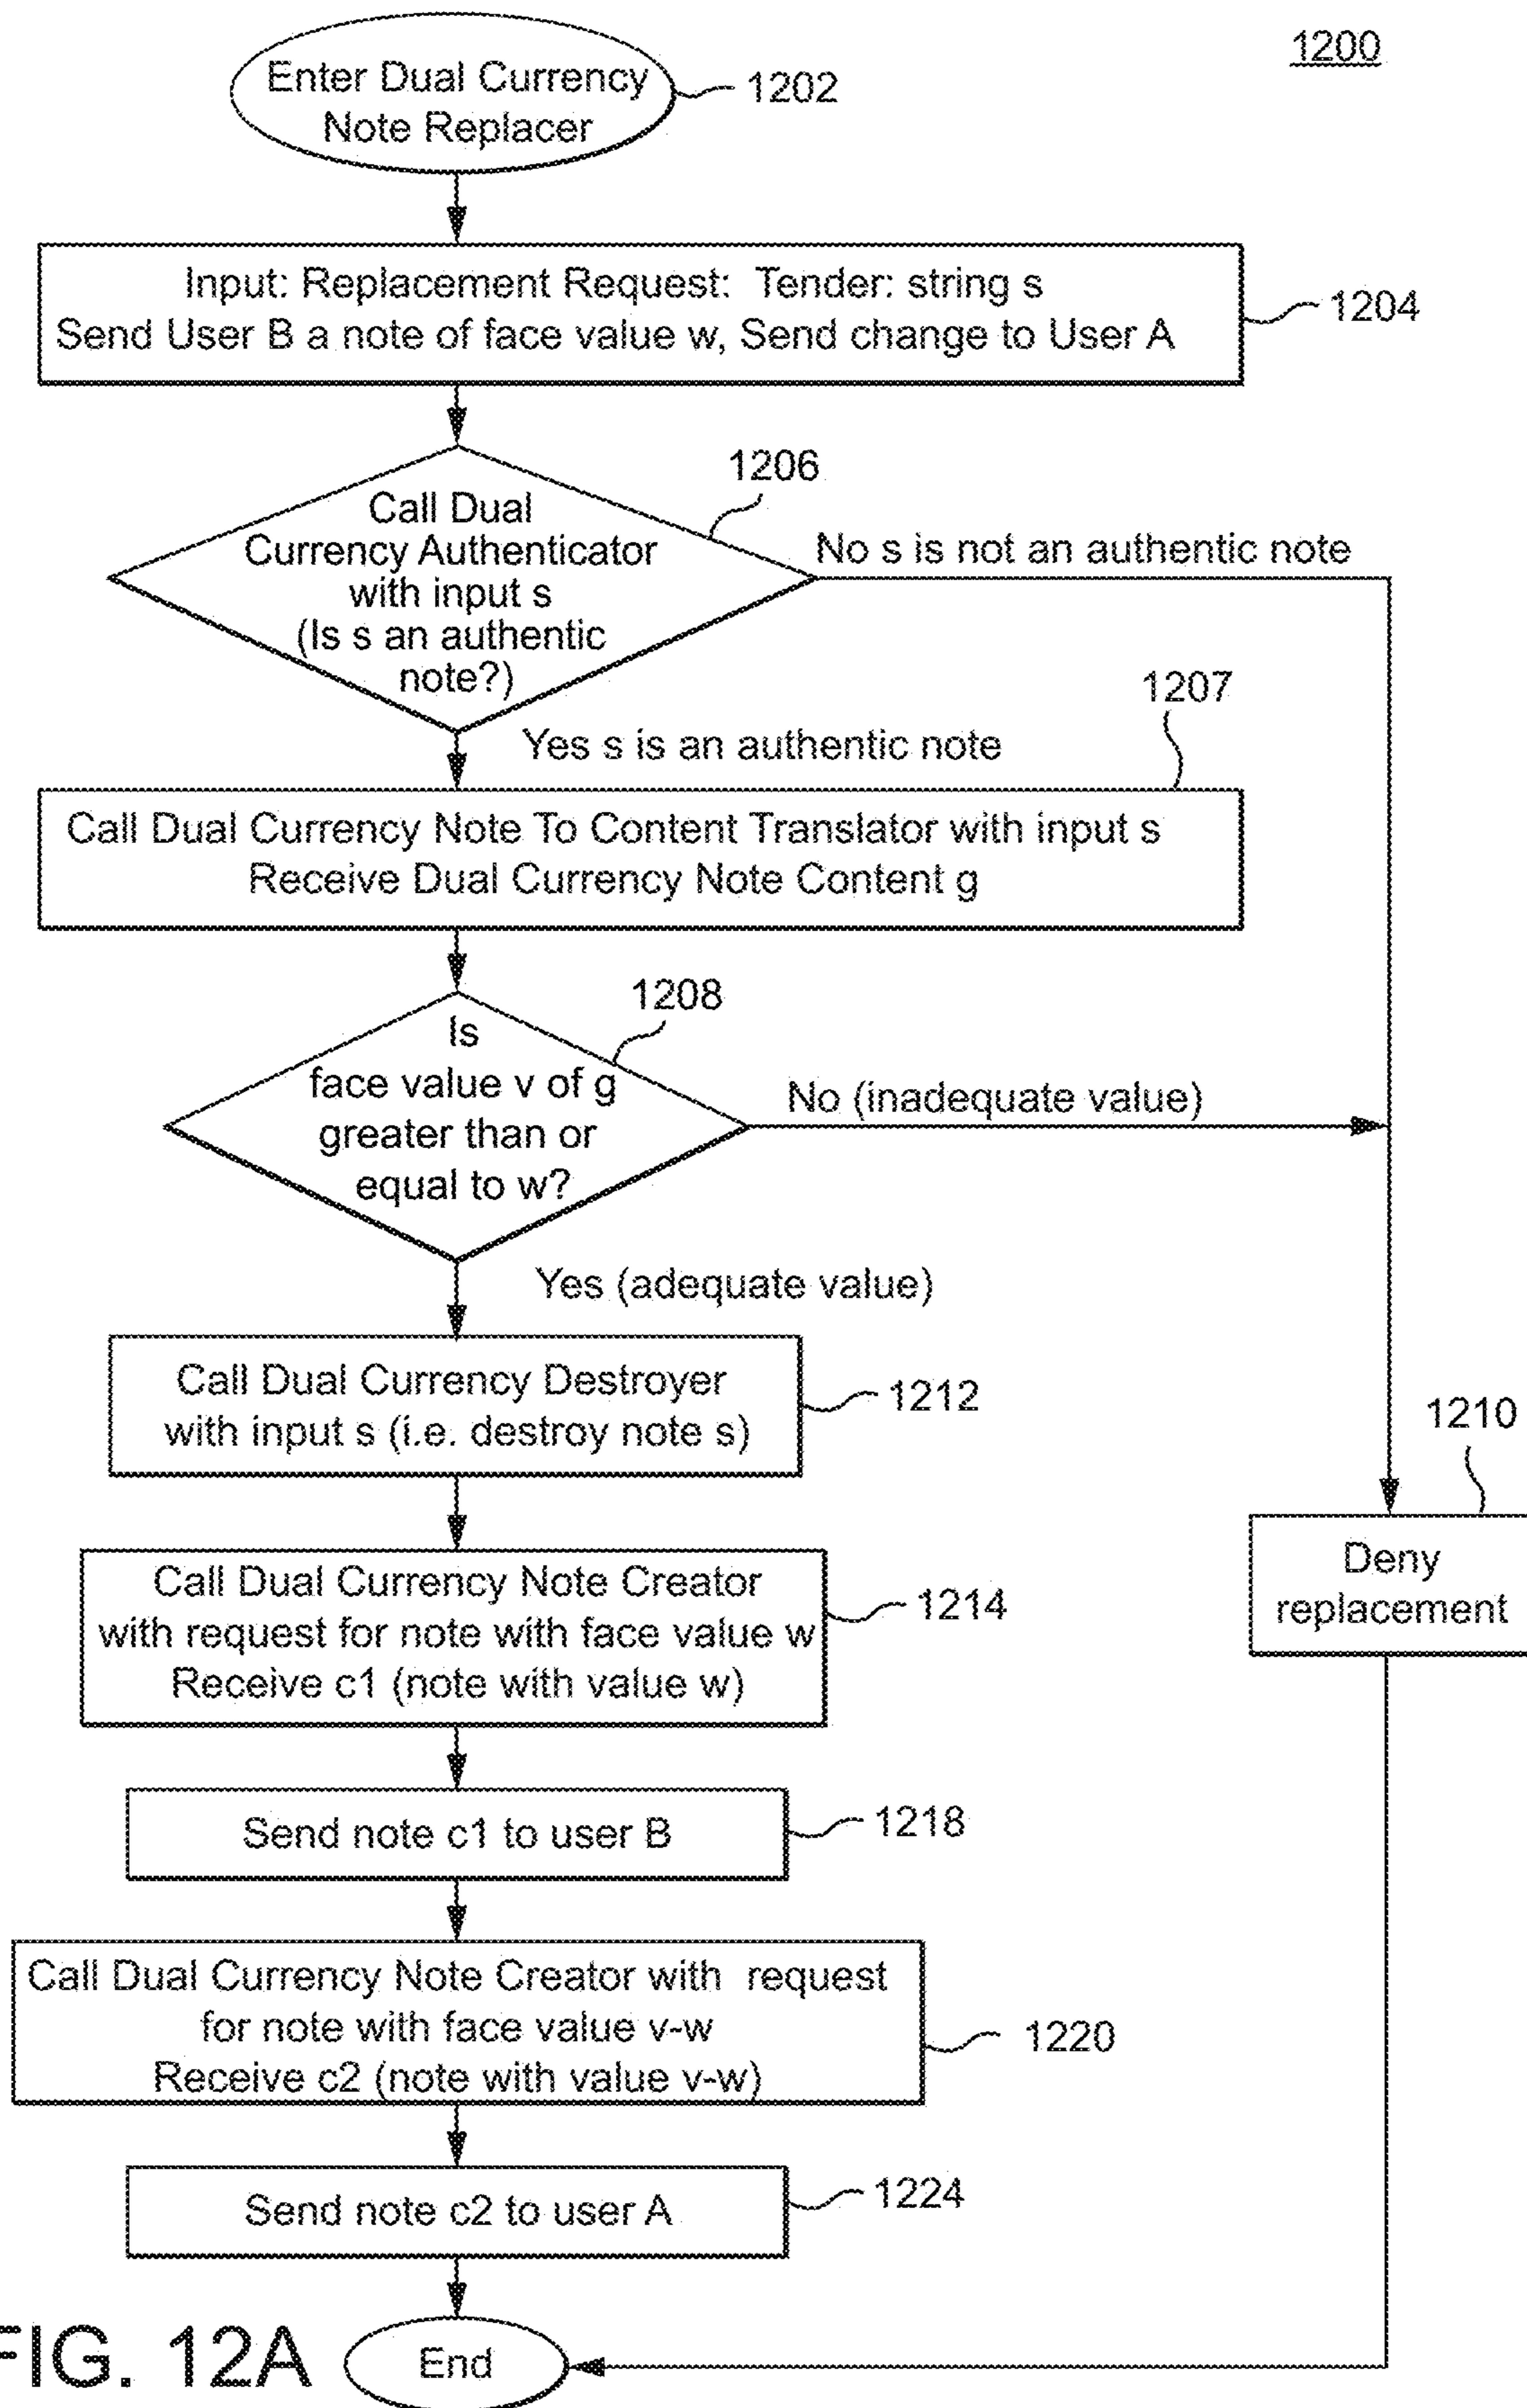 1200
Enter Dual Currency
Note Replacer
1202
Input: Replacement Request: Tender: string s
Send User B a note of face value w, Send change to User A
1204
1206
Call Dual
Currency Authenticator
with input s
(Is s an authentic
note?)
No s is not an authentic note
1207
Yes s is an authentic note
Call Dual Currency Note To Content Translator with input s
Receive Dual Currency Note Content g
1208
Is
face value v of g
greater than or
equal to w?
No (inadequate value)
Yes (adequate value)
Call Dual Currency Destroyer
with input s (i.e. destroy note s)
1212
1210
Deny
replacement
Call Dual Currency Note Creator
with request for note with face value w
Receive c1 (note with value w)
1214
Send note c1 to user B
1218
Call Dual Currency Note Creator with request
for note with face value v-w
Receive c2 (note with value v-w)
1220
Send note c2 to user A
1224
FIG. 12A
End